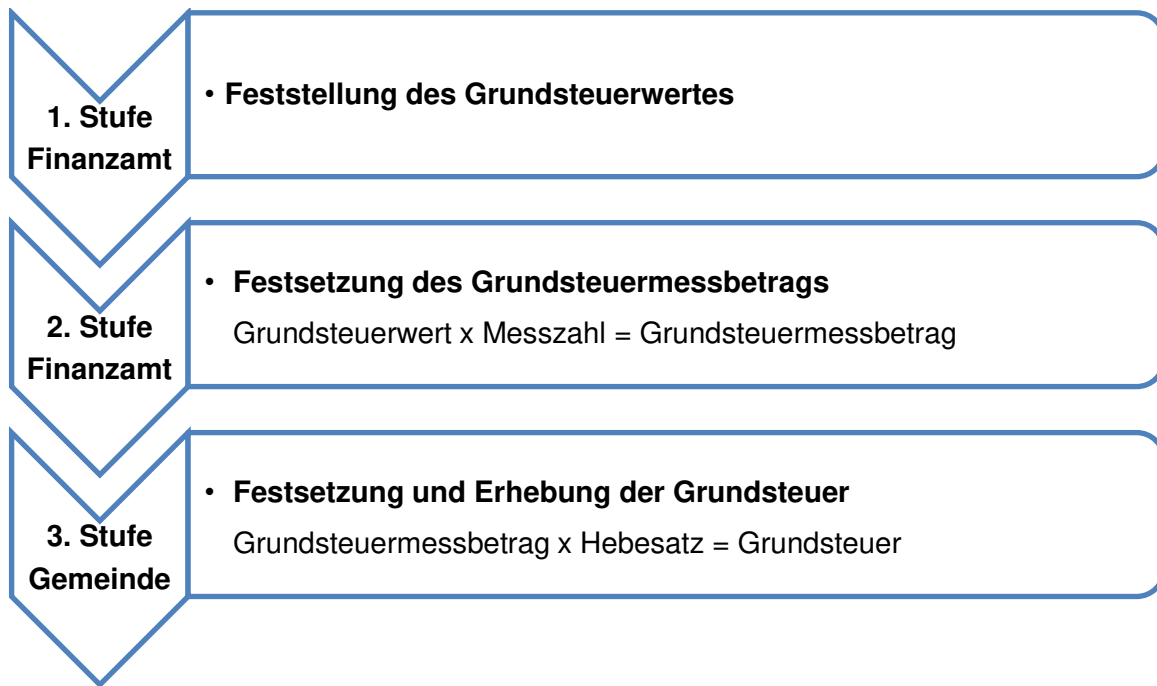 1. Stufe
Finanzamt
• Feststellung des Grundsteuerwertes
2. Stufe
Finanzamt
• Festsetzung des Grundsteuermessbetrags
Grundsteuerwert x Messzahl = Grundsteuermessbetrag
3. Stufe
Gemeinde
• Festsetzung und Erhebung der Grundsteuer
Grundsteuermessbetrag x Hebesatz = Grundsteuer